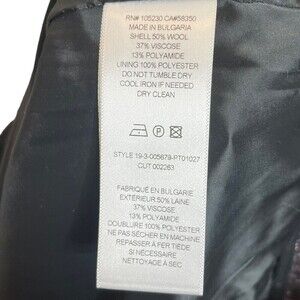 RN# 105230 CA#58350
MADE IN BULGARIA
SHELL 50% WOOL
37% VISCOSE
13% POLYAMIDE
LINING 100% POLYESTER
DO NOT TUMBLE DRY
COOL IRON IF NEEDED
DRY CLEAN
P
STYLE 19-3-005679-PT01027
CUT 002263
FABRIQUÉ EN BULGARIE
EXTÉRIEUR 50% LAINE
37% VISCOSE
13% POLYAMIDE
DOUBLURE 100% POLYESTER
NE PAS SÉCHER EN MACHINE
REPASSER À FER TIÈDE
SI NÉCESSAIRE
NETTOYAGE À SEC